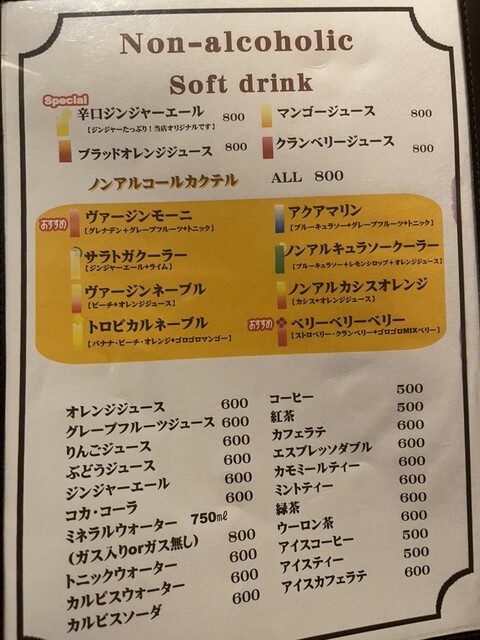 Non-alcoholic
Soft drink
Special
辛口ジンジャーエール 800
【ジンジャーたっぷり！当店オリジナルです】
マンゴージュース 800
ブラッドオレンジジュース 800
クランベリージュース 800
ノンアルコールカクテル ALL 800
おすすめ
ヴァージンモーニ
【グレナデン+グレープフルーツ+トニック】
サラトガクーラー
【ジンジャーエール+ライム】
ヴァージンネーブル
【ピーチ+オレンジジュース】
トロピカルネーブル
【バナナ・ピーチ・オレンジ+ゴロゴロマンゴー】
アクアマリン
【ブルーキュラソー+グレープフルーツ+トニック】
ノンアルキュラソークーラー
【ブルーキュラソー+レモンシロップ+オレンジジュース】
ノンアルカシスオレンジ
【カシス+オレンジジュース】
おすすめ
ベリーベリーベリー
【ストロベリー・クランベリー+ゴロゴロMIXベリー】
オレンジジュース 600
グレープフルーツジュース 600
りんごジュース 600
ぶどうジュース 600
ジンジャーエール 600
コカ・コーラ 600
ミネラルウォーター 750㎖
(ガス入りorガス無し) 800
トニックウォーター 600
カルピスウォーター 600
カルピスソーダ 600
コーヒー 500
紅茶 500
カフェラテ 600
エスプレッソダブル 600
カモミールティー 600
ミントティー 600
緑茶 600
ウーロン茶 600
アイスコーヒー 500
アイスティー 500
アイスカフェラテ 600